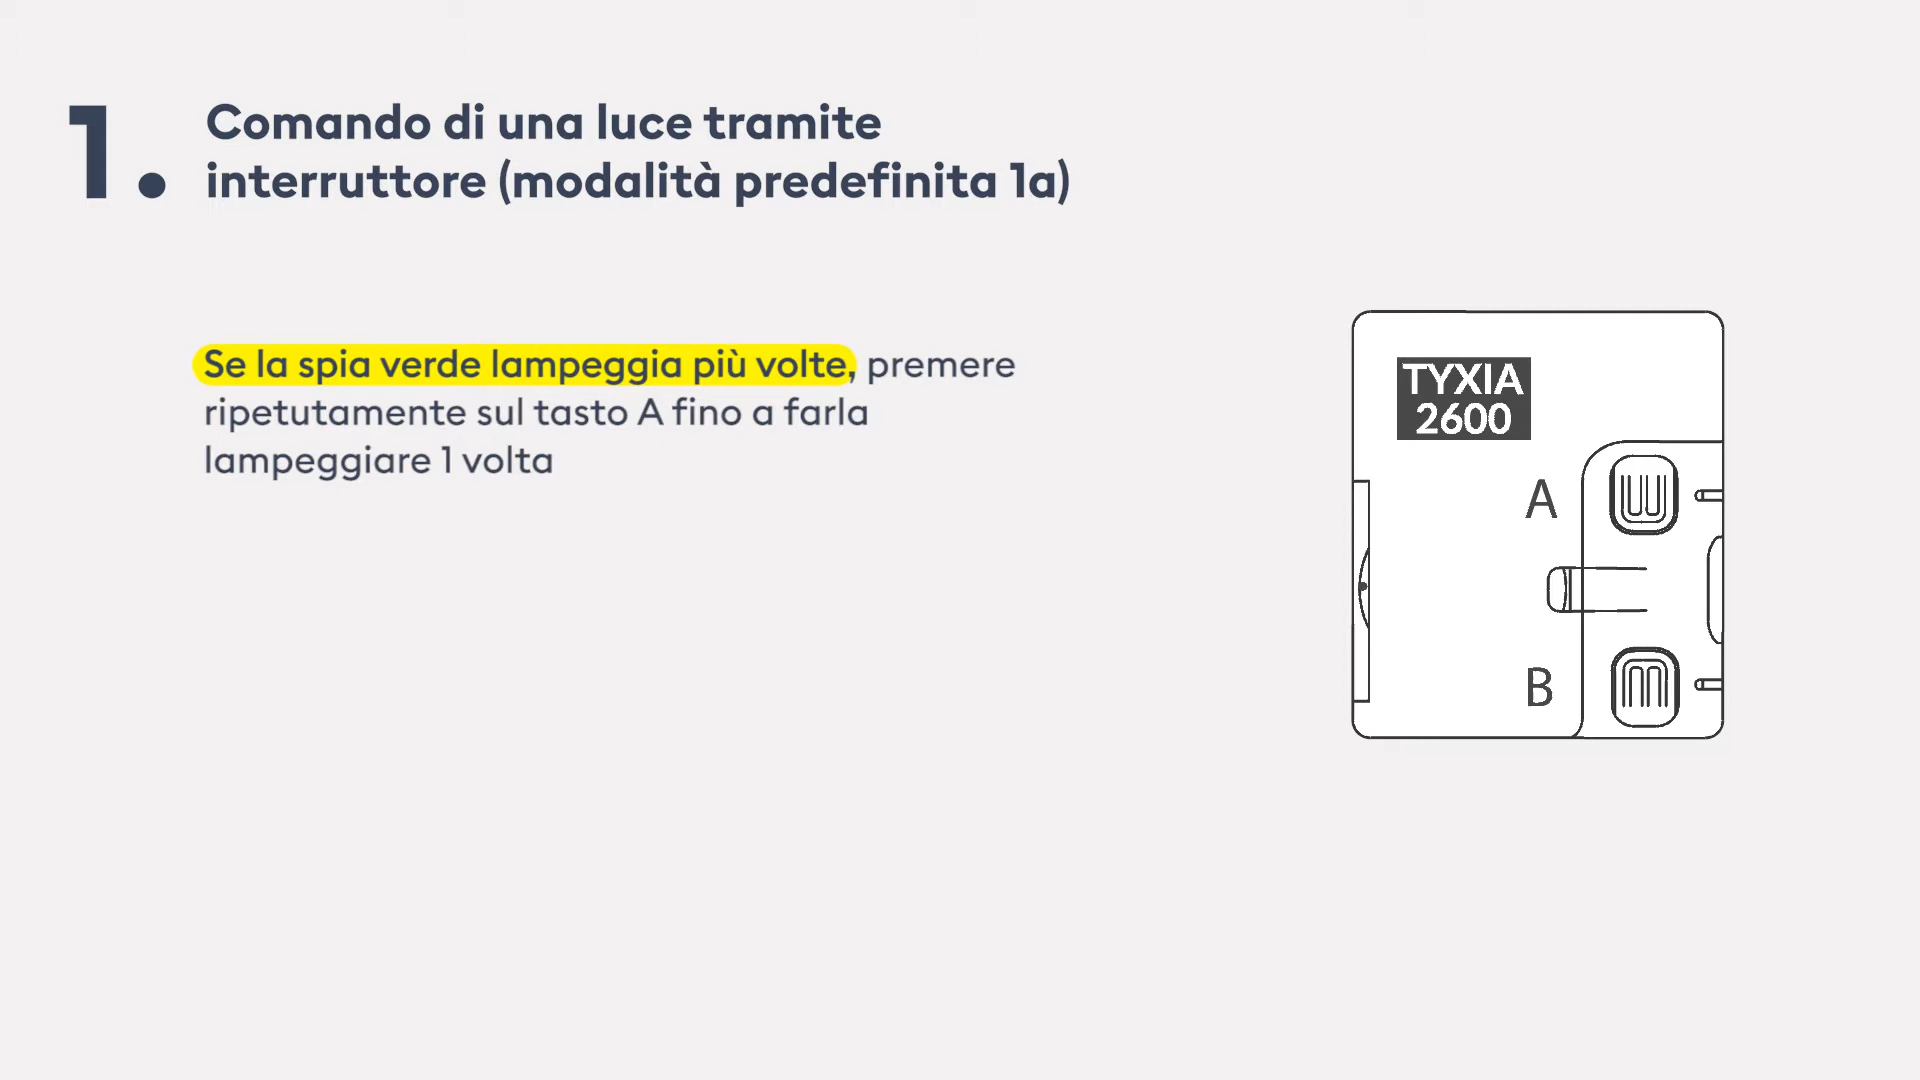 1. Comando di una luce tramite
interruttore (modalità predefinita 1a)
Se la spia verde lampeggia più volte, premere
ripetutamente sul tasto A fino a farla
lampeggiare 1 volta
TYXIA
2600
A
B